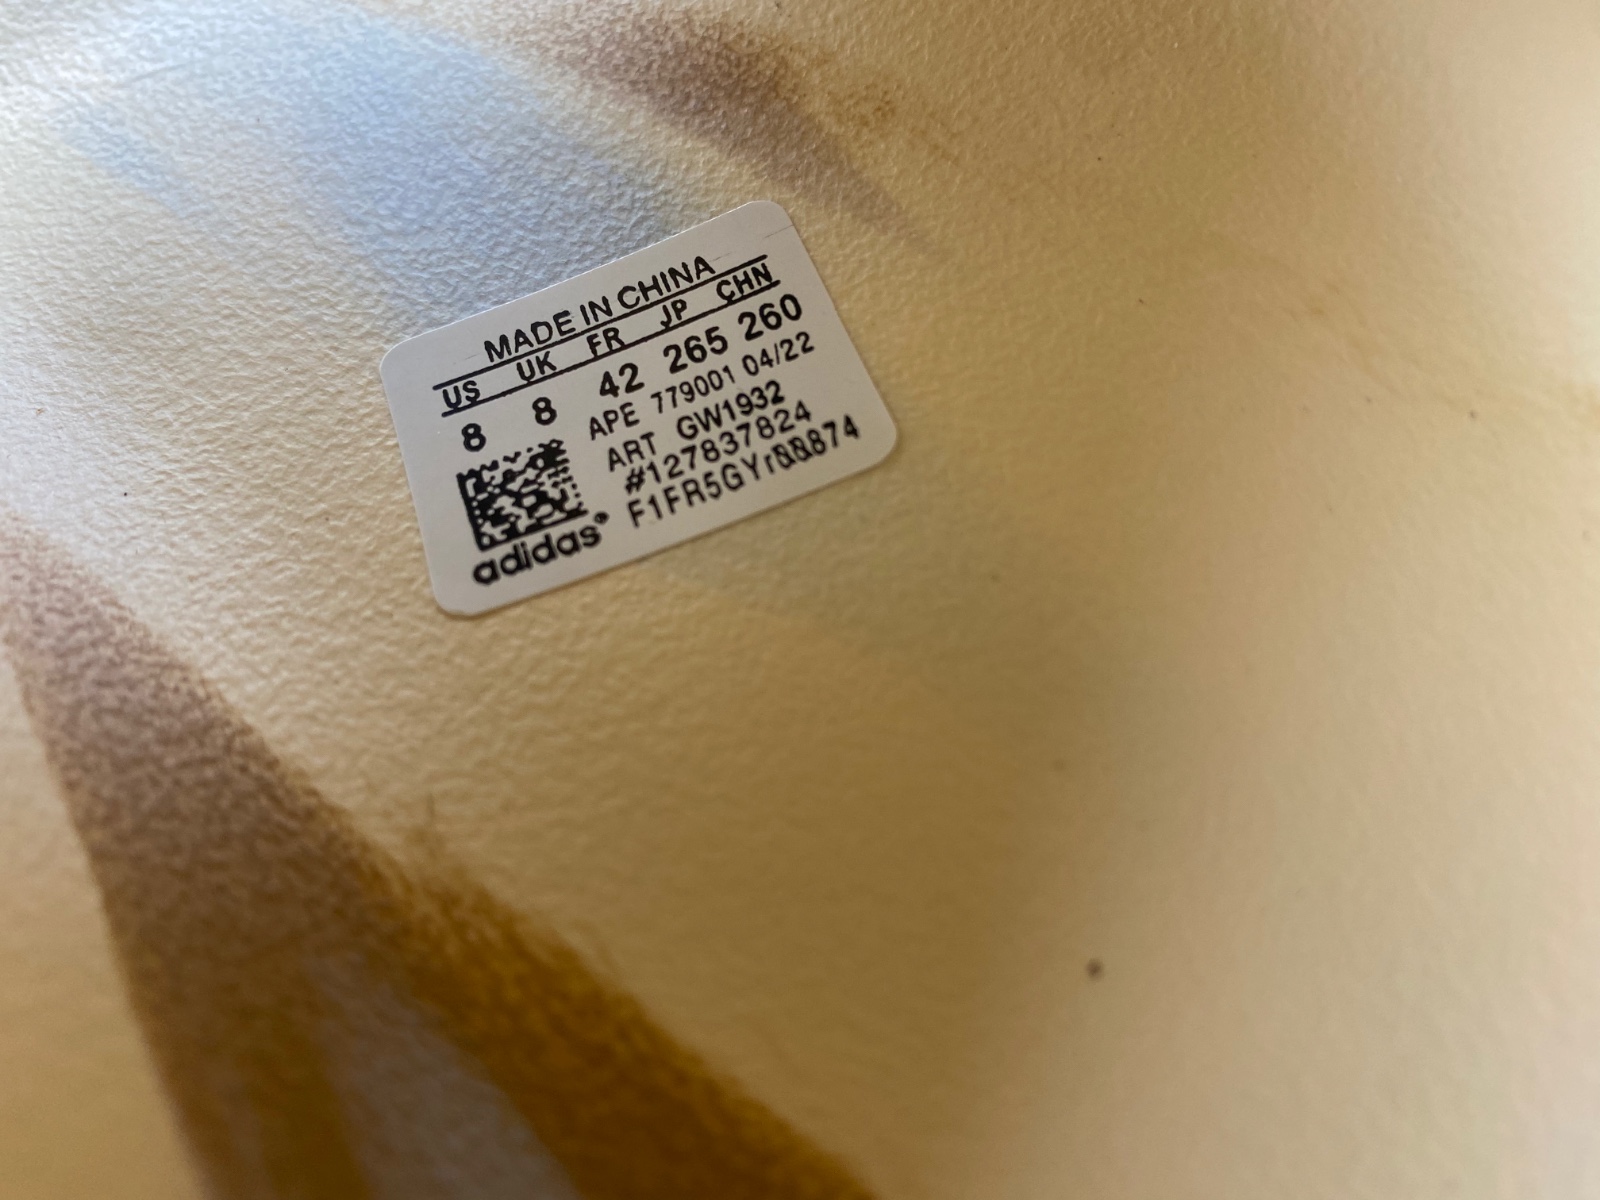 MADE IN CHINA
US UK FR JP CHN
8 8 42 265 260
APE 779001 04/22
ART GW1932
#127837824
adidas®